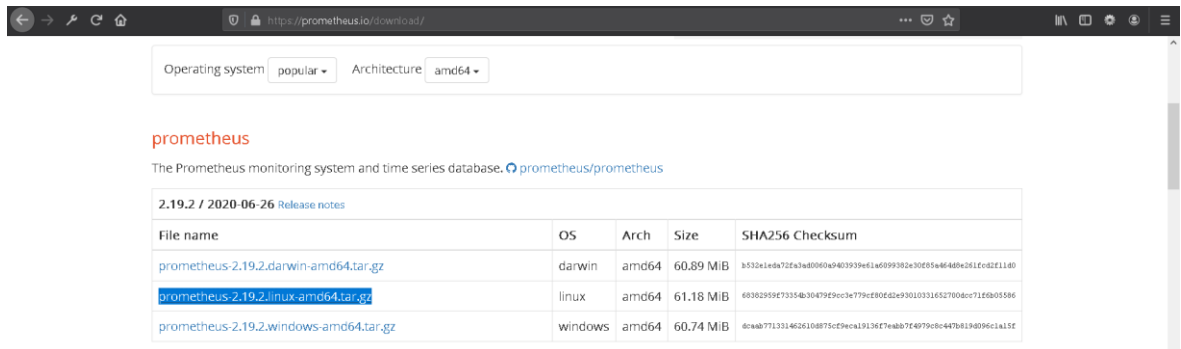 https://prometheus.io/download/
Operating system popular Architecture amd64
prometheus
The Prometheus monitoring system and time series database. prometheus/prometheus
2.19.2 / 2020-06-26 Release notes
File name OS Arch Size SHA256 Checksum
prometheus-2.19.2.darwin-amd64.tar.gz darwin amd64 60.89 MiB
prometheus-2.19.2.linux-amd64.tar.gz linux amd64 61.18 MiB
prometheus-2.19.2.windows-amd64.tar.gz windows amd64 60.74 MiB